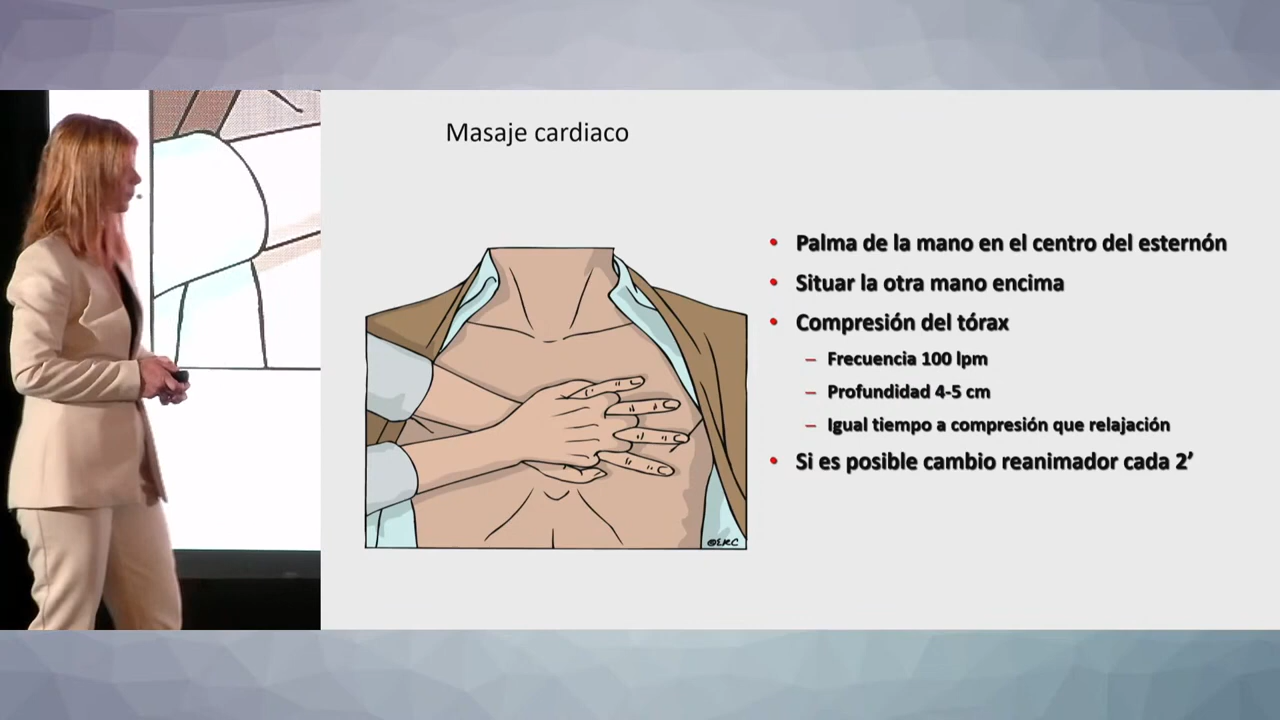 Masaje cardiaco
• Palma de la mano en el centro del esternón
• Situar la otra mano encima
• Compresión del tórax
– Frecuencia 100 lpm
– Profundidad 4-5 cm
– Igual tiempo a compresión que relajación
• Si es posible cambio reanimador cada 2’
©ERC